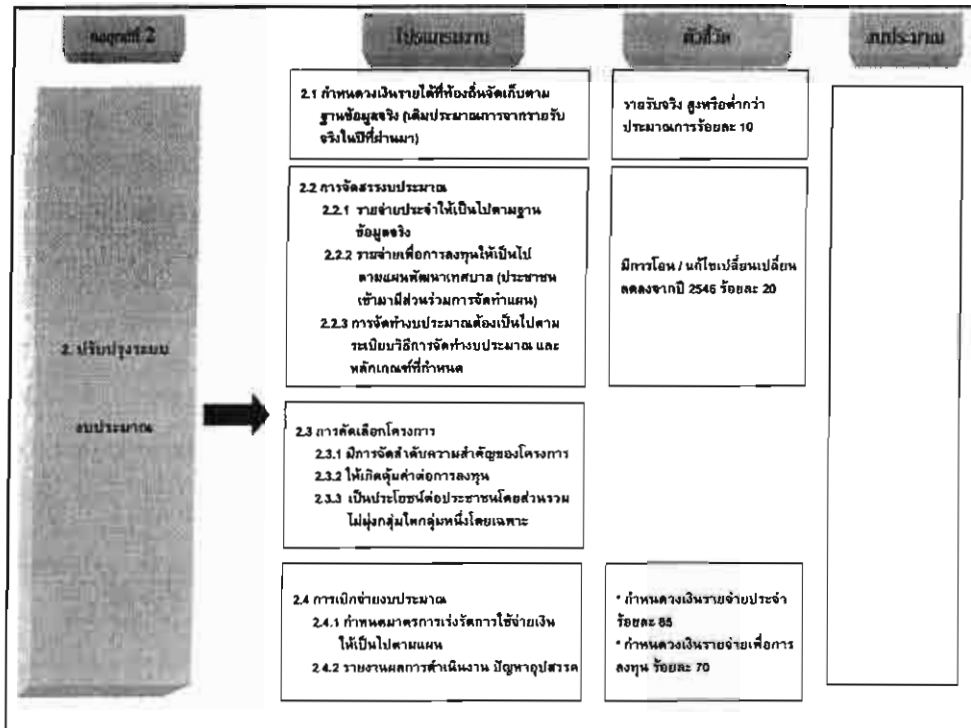 กลยุทธ์ที่ 2
โปรแกรมงาน
ตัวชี้วัด
งบประมาณ
2. ปรับปรุงระบบ
งบประมาณ
2.1 กำหนดวงเงินรายได้ที่ท้องถิ่นจัดเก็บตาม
ฐานข้อมูลจริง (เดิมประมาณการจากรายรับ
จริงในปีที่ผ่านมา)
รายรับจริง สูงหรือต่ำกว่า
ประมาณการร้อยละ 10
2.2 การจัดสรรงบประมาณ
2.2.1 รายจ่ายประจำให้เป็นไปตามฐาน
ข้อมูลจริง
2.2.2 รายจ่ายเพื่อการลงทุนให้เป็นไป
ตามแผนพัฒนาเทศบาล (ประชาชน
เข้ามามีส่วนร่วมการจัดทำแผน)
2.2.3 การจัดทำงบประมาณต้องเป็นไปตาม
ระเบียบวิธีการจัดทำงบประมาณ และ
หลักเกณฑ์ที่กำหนด
มีการโอน / แก้ไขเปลี่ยนเปลี่ยน
ลดลงจากปี 2546 ร้อยละ 20
2.3 การคัดเลือกโครงการ
2.3.1 มีการจัดลำดับความสำคัญของโครงการ
2.3.2 ให้เกิดคุ้มค่าต่อการลงทุน
2.3.3 เป็นประโยชน์ต่อประชาชนโดยส่วนรวม
ไม่มุ่งกลุ่มใดกลุ่มหนึ่งโดยเฉพาะ
2.4 การเบิกจ่ายงบประมาณ
2.4.1 กำหนดมาตรการเร่งรัดการใช้จ่ายเงิน
ให้เป็นไปตามแผน
2.4.2 รายงานผลการดำเนินงาน ปัญหาอุปสรรค
* กำหนดวงเงินรายจ่ายประจำ
ร้อยละ 85
* กำหนดวงเงินรายจ่ายเพื่อการ
ลงทุน ร้อยละ 70